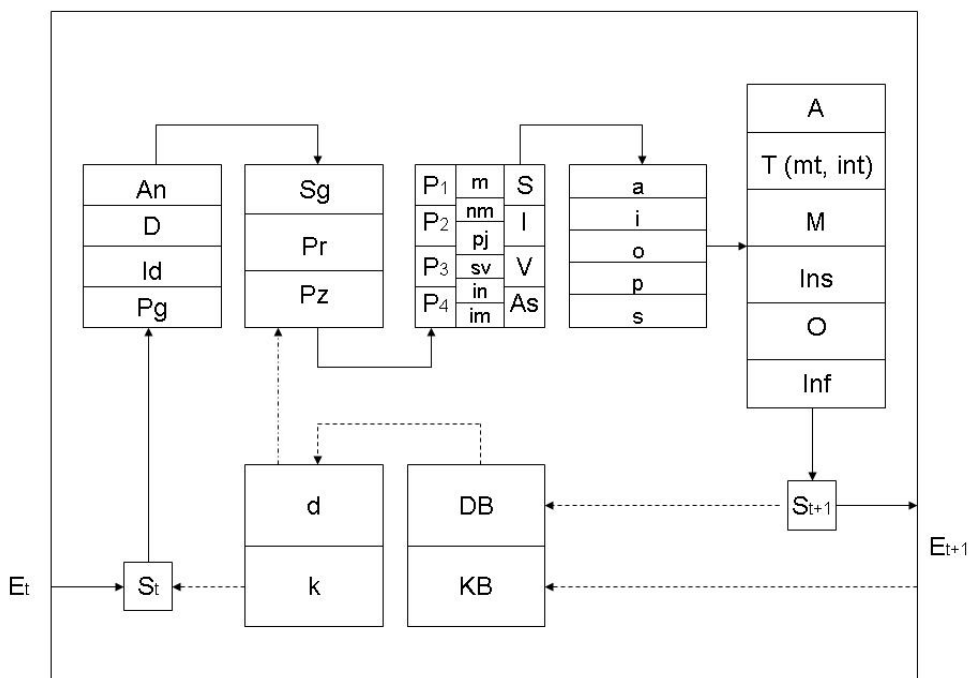 A
T (mt, int)
M
Ins
O
Inf
An
D
Id
Pg
Sg
Pr
Pz
P1
P2
P3
P4
m
nm
pj
sv
in
im
S
I
V
As
a
i
o
p
s
d
k
DB
KB
St+1
Et+1
Et
St